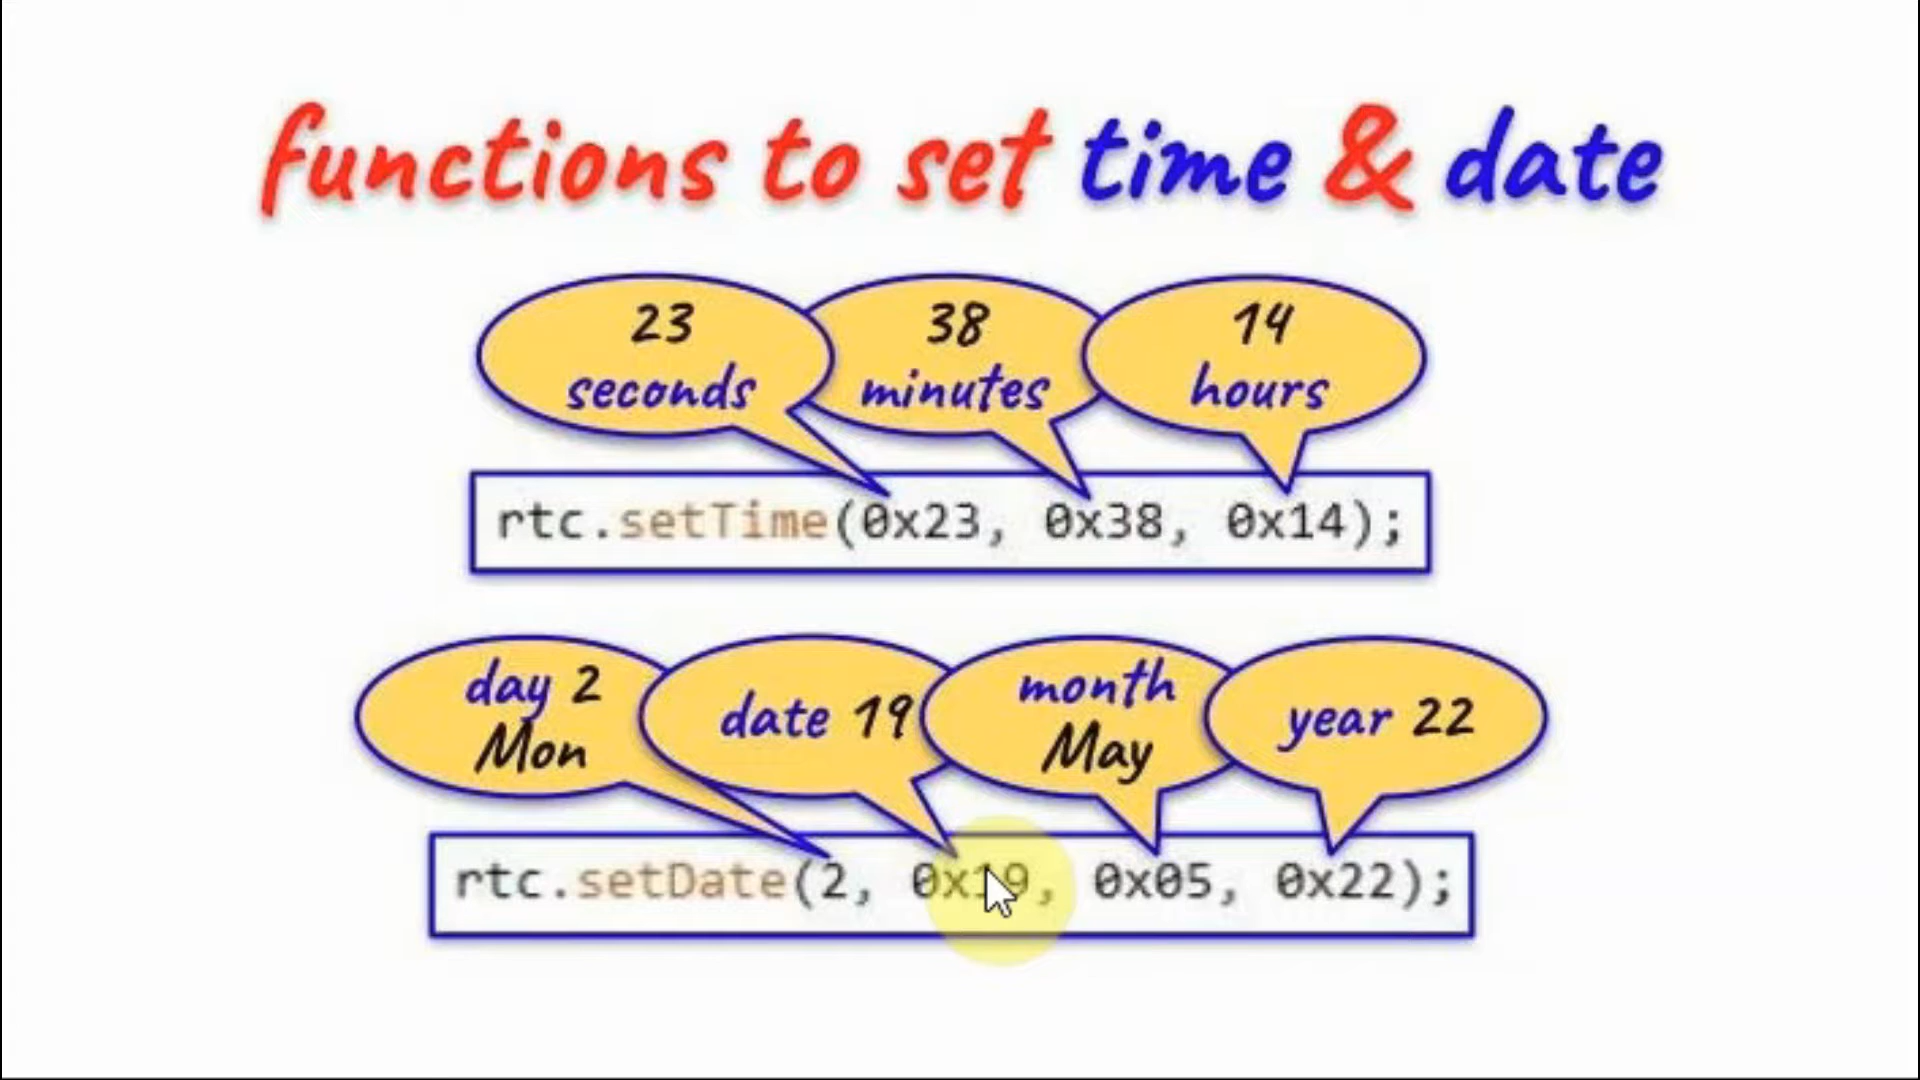 functions to set time & date
23
seconds
38
minutes
14
hours
rtc.setTime(0x23, 0x38, 0x14);
day 2
Mon
date 19
month
May
year 22
rtc.setDate(2, 0x19, 0x05, 0x22);